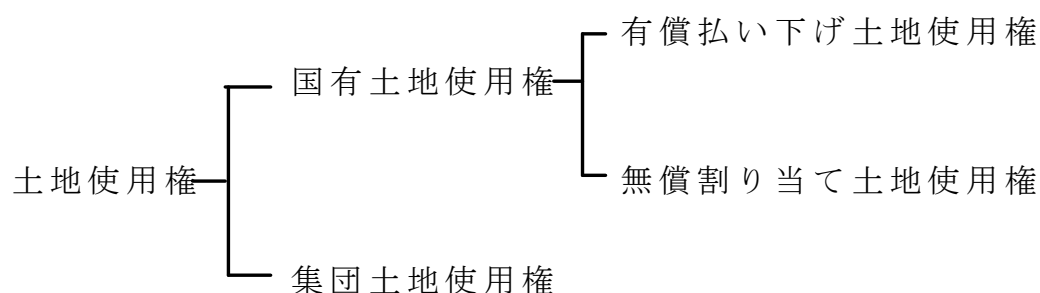 有償払い下げ土地使用権
国有土地使用権
土地使用権
無償割り当て土地使用権
集団土地使用権